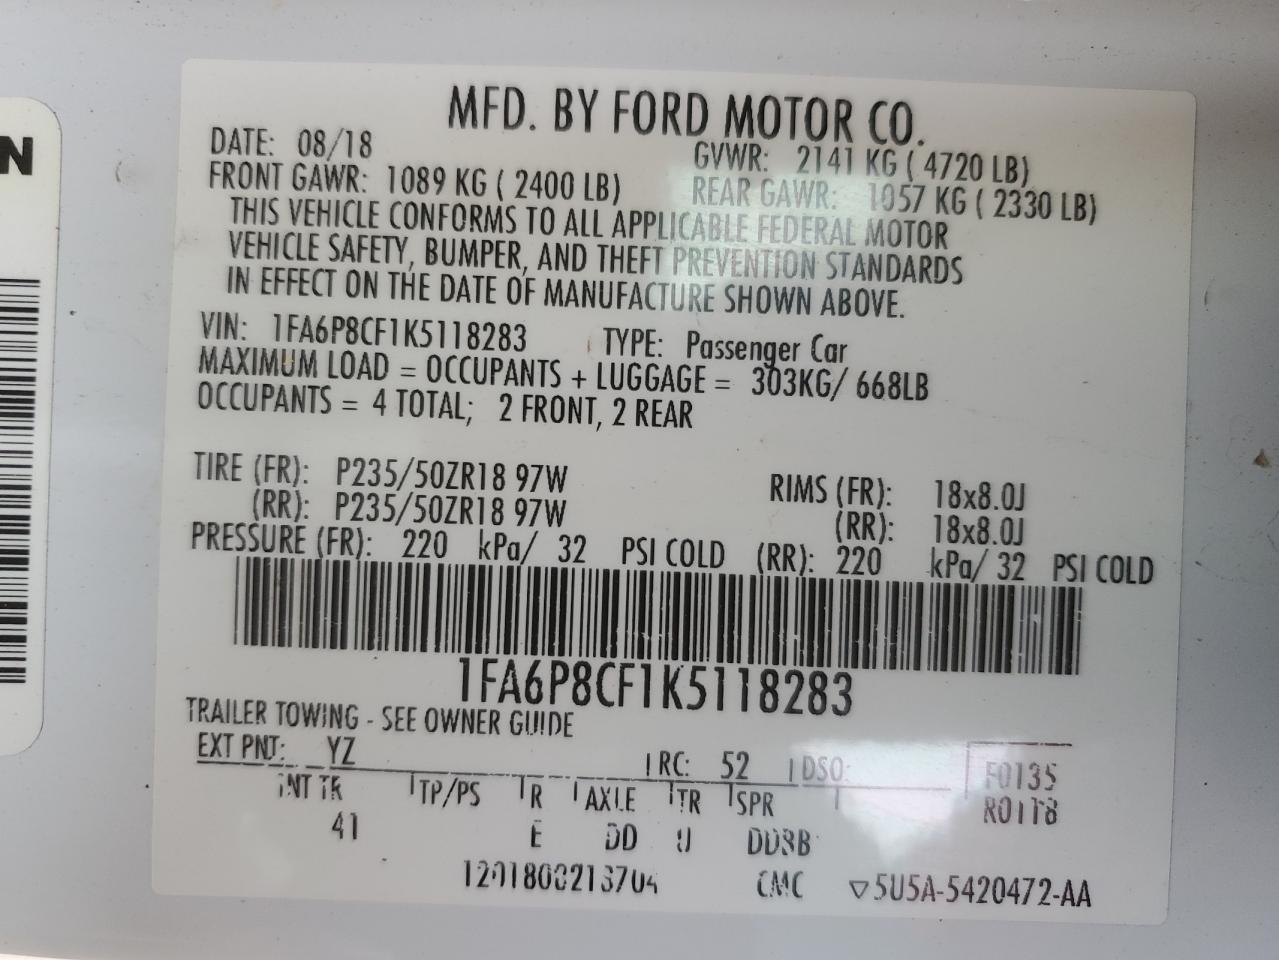 N
MFD. BY FORD MOTOR CO.
DATE: 08/18 GVWR: 2141 KG ( 4720 LB)
FRONT GAWR: 1089 KG ( 2400 LB) REAR GAWR: 1057 KG ( 2330 LB)
THIS VEHICLE CONFORMS TO ALL APPLICABLE FEDERAL MOTOR
VEHICLE SAFETY, BUMPER, AND THEFT PREVENTION STANDARDS
IN EFFECT ON THE DATE OF MANUFACTURE SHOWN ABOVE.
VIN: 1FA6P8CF1K5118283 TYPE: Passenger Car
MAXIMUM LOAD = OCCUPANTS + LUGGAGE = 303KG/ 668LB
OCCUPANTS = 4 TOTAL; 2 FRONT, 2 REAR
TIRE (FR): P235/50ZR18 97W RIMS (FR): 18x8.0J
(RR): P235/50ZR18 97W (RR): 18x8.0J
PRESSURE (FR): 220 kPa/ 32 PSI COLD (RR): 220 kPa/ 32 PSI COLD
1FA6P8CF1K5118283
TRAILER TOWING - SEE OWNER GUIDE
EXT PNT: YZ RC: 52 DSO: F0135
INT TR TP/PS R AXLE TR SPR R0118
41 E DD U
CMC ▽5U5A-5420472-AA